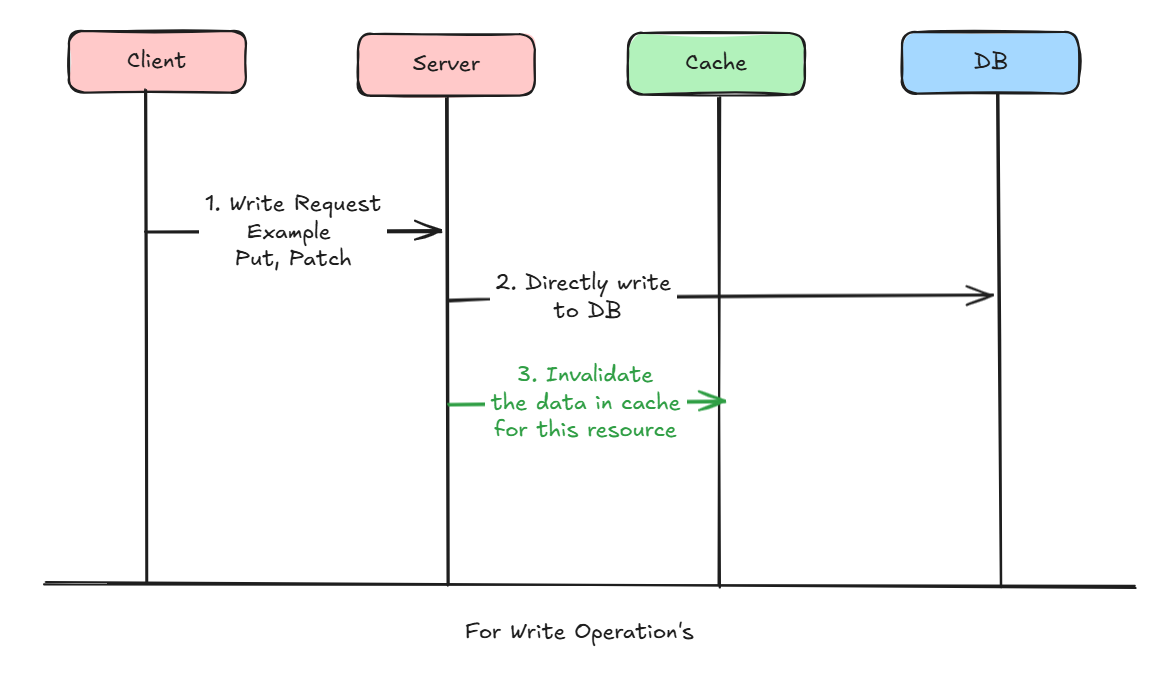 Client
Server
Cache
DB
1. Write Request
Example
Put, Patch
2. Directly write
to DB
3. Invalidate
the data in cache
for this resource
For Write Operation's